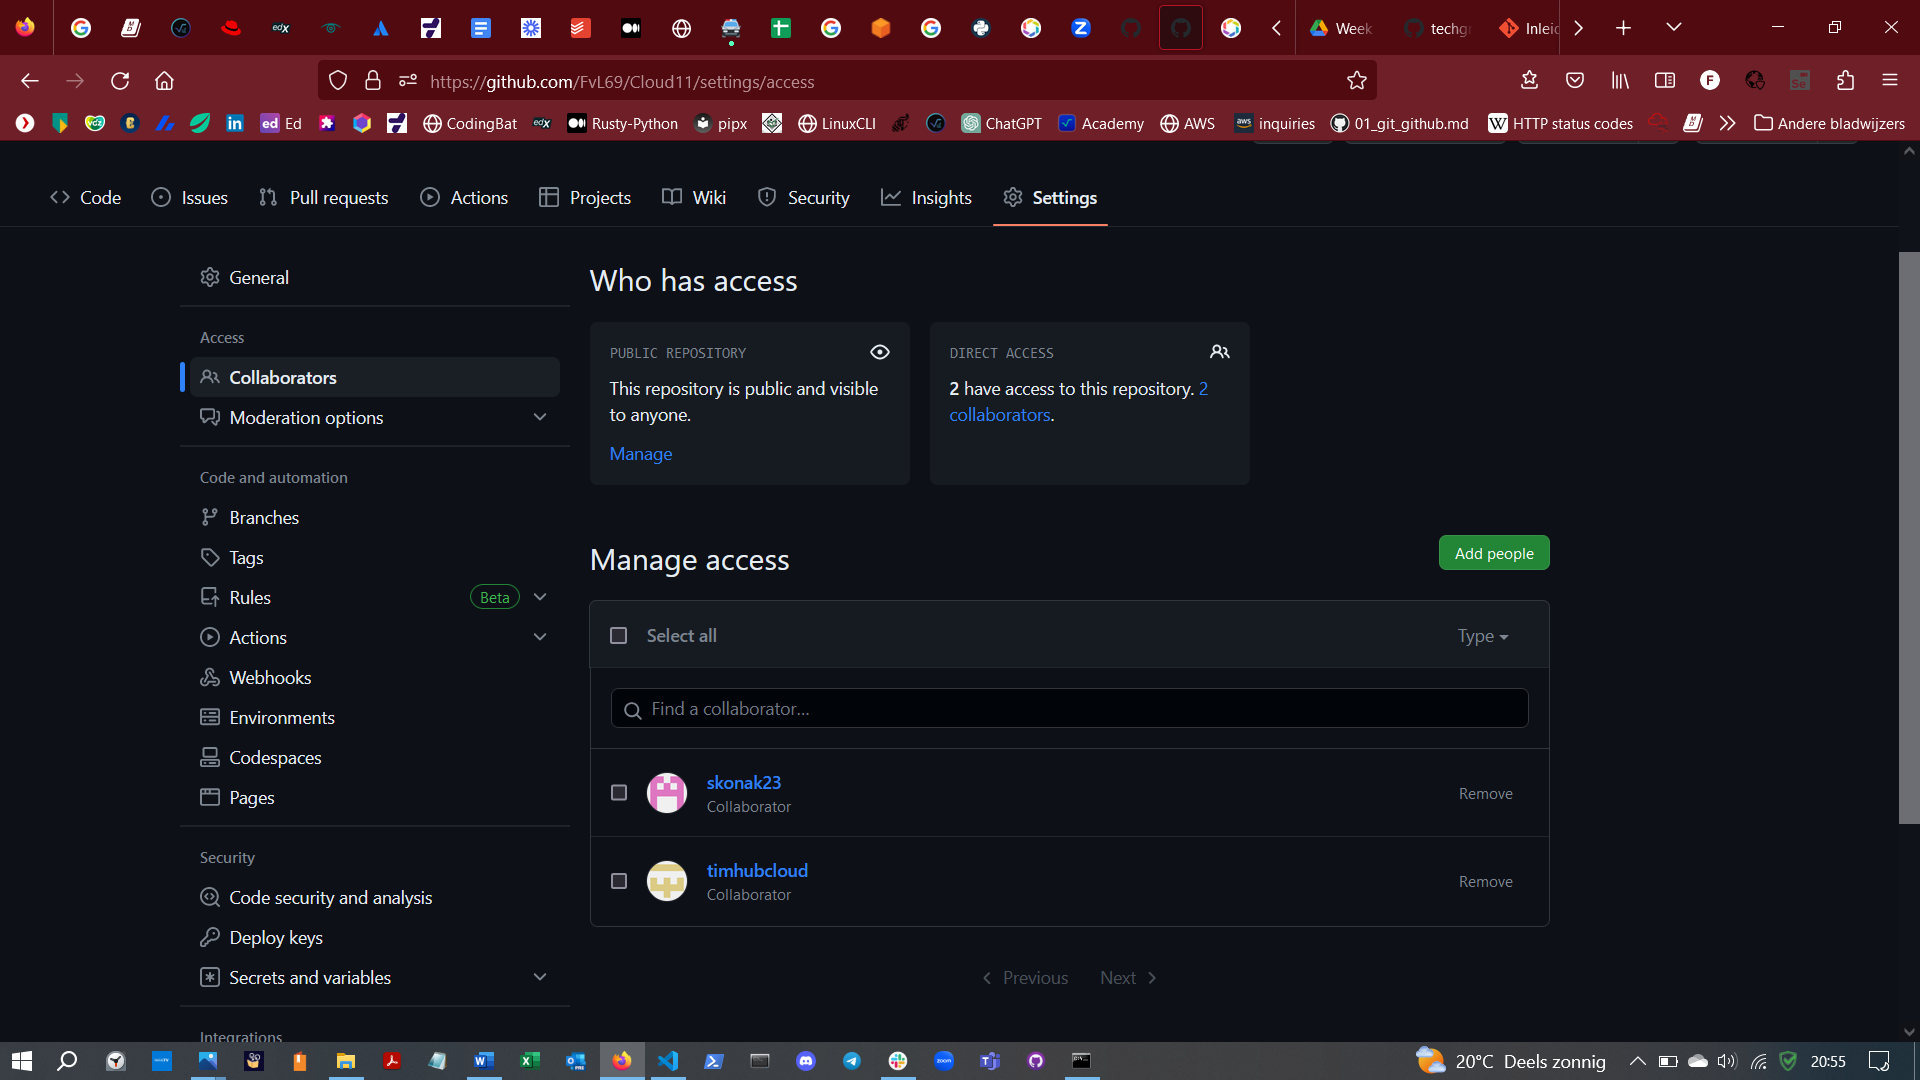 Week
techgr
Inleid
https://github.com/FvL69/Cloud11/settings/access
Ed
CodingBat
edX
Rusty-Python
pipx
LinuxCLI
ChatGPT
Academy
AWS
inquiries
01_git_github.md
HTTP status codes
Andere bladwijzers
Code
Issues
Pull requests
Actions
Projects
Wiki
Security
Insights
Settings
General
Access
Collaborators
Moderation options
Code and automation
Branches
Tags
Rules
Beta
Actions
Webhooks
Environments
Codespaces
Pages
Security
Code security and analysis
Deploy keys
Secrets and variables
Integrations
Who has access
PUBLIC REPOSITORY
This repository is public and visible
to anyone.
Manage
DIRECT ACCESS
2 have access to this repository. 2
collaborators.
Manage access
Add people
Select all
Type
Find a collaborator...
skonak23
Collaborator
Remove
timhubcloud
Collaborator
Remove
Previous
Next
20°C Deels zonnig
20:55